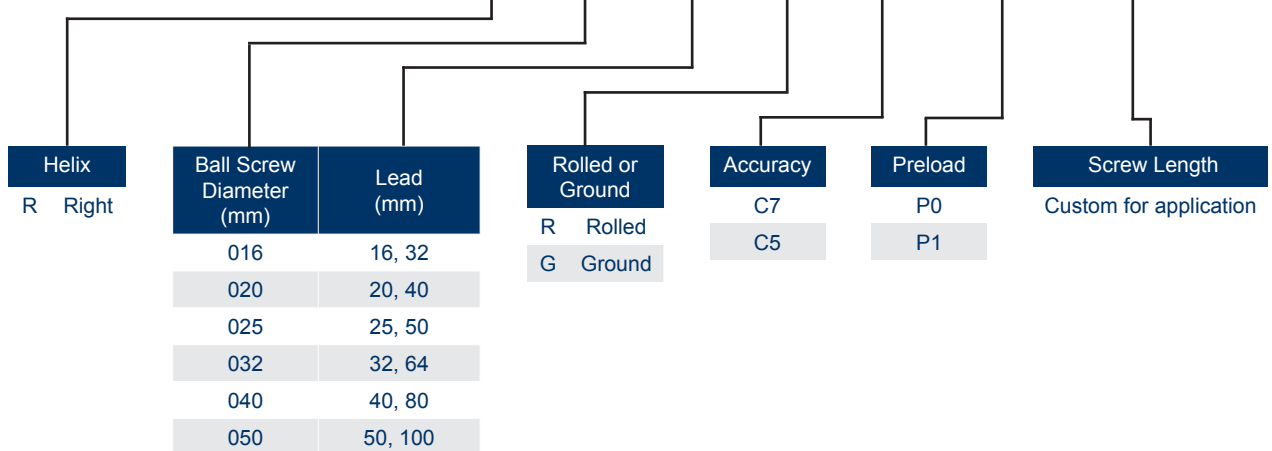 Helix
R Right
Ball Screw
Diameter
(mm)
Lead
(mm)
016 16, 32
020 20, 40
025 25, 50
032 32, 64
040 40, 80
050 50, 100
Rolled or
Ground
R Rolled
G Ground
Accuracy
C7
C5
Preload
P0
P1
Screw Length
Custom for application